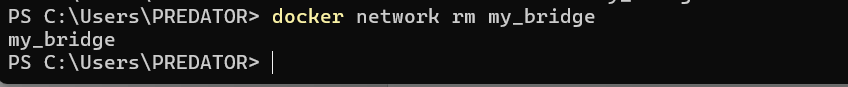 PS C:\Users\PREDATOR> docker network rm my_bridge
my_bridge
PS C:\Users\PREDATOR>